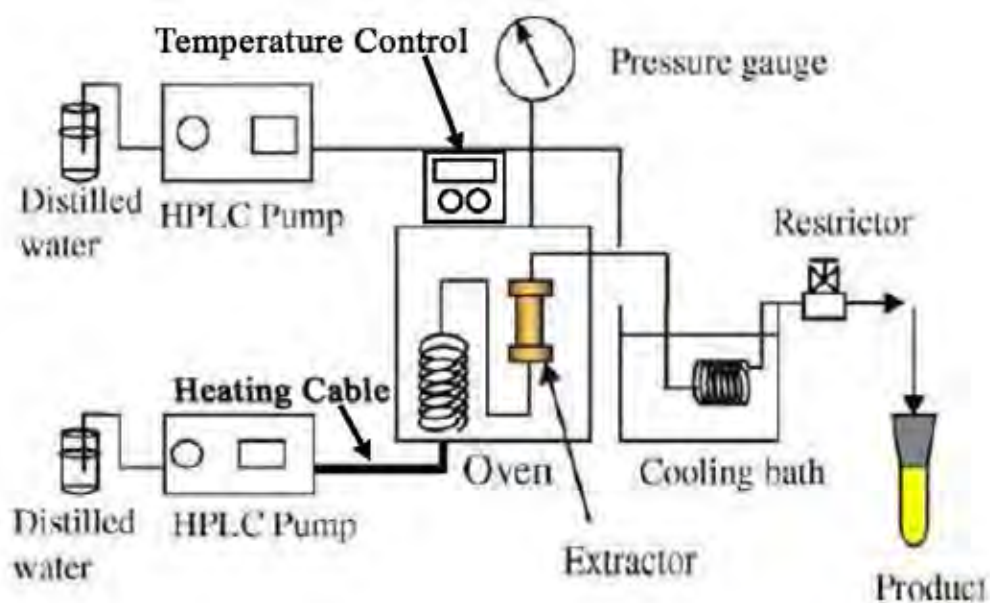 Temperature Control
Pressure gauge
Distilled
water
HPLC Pump
Restrictor
Heating Cable
Oven
Cooling bath
Distilled
water
HPLC Pump
Extractor
Product